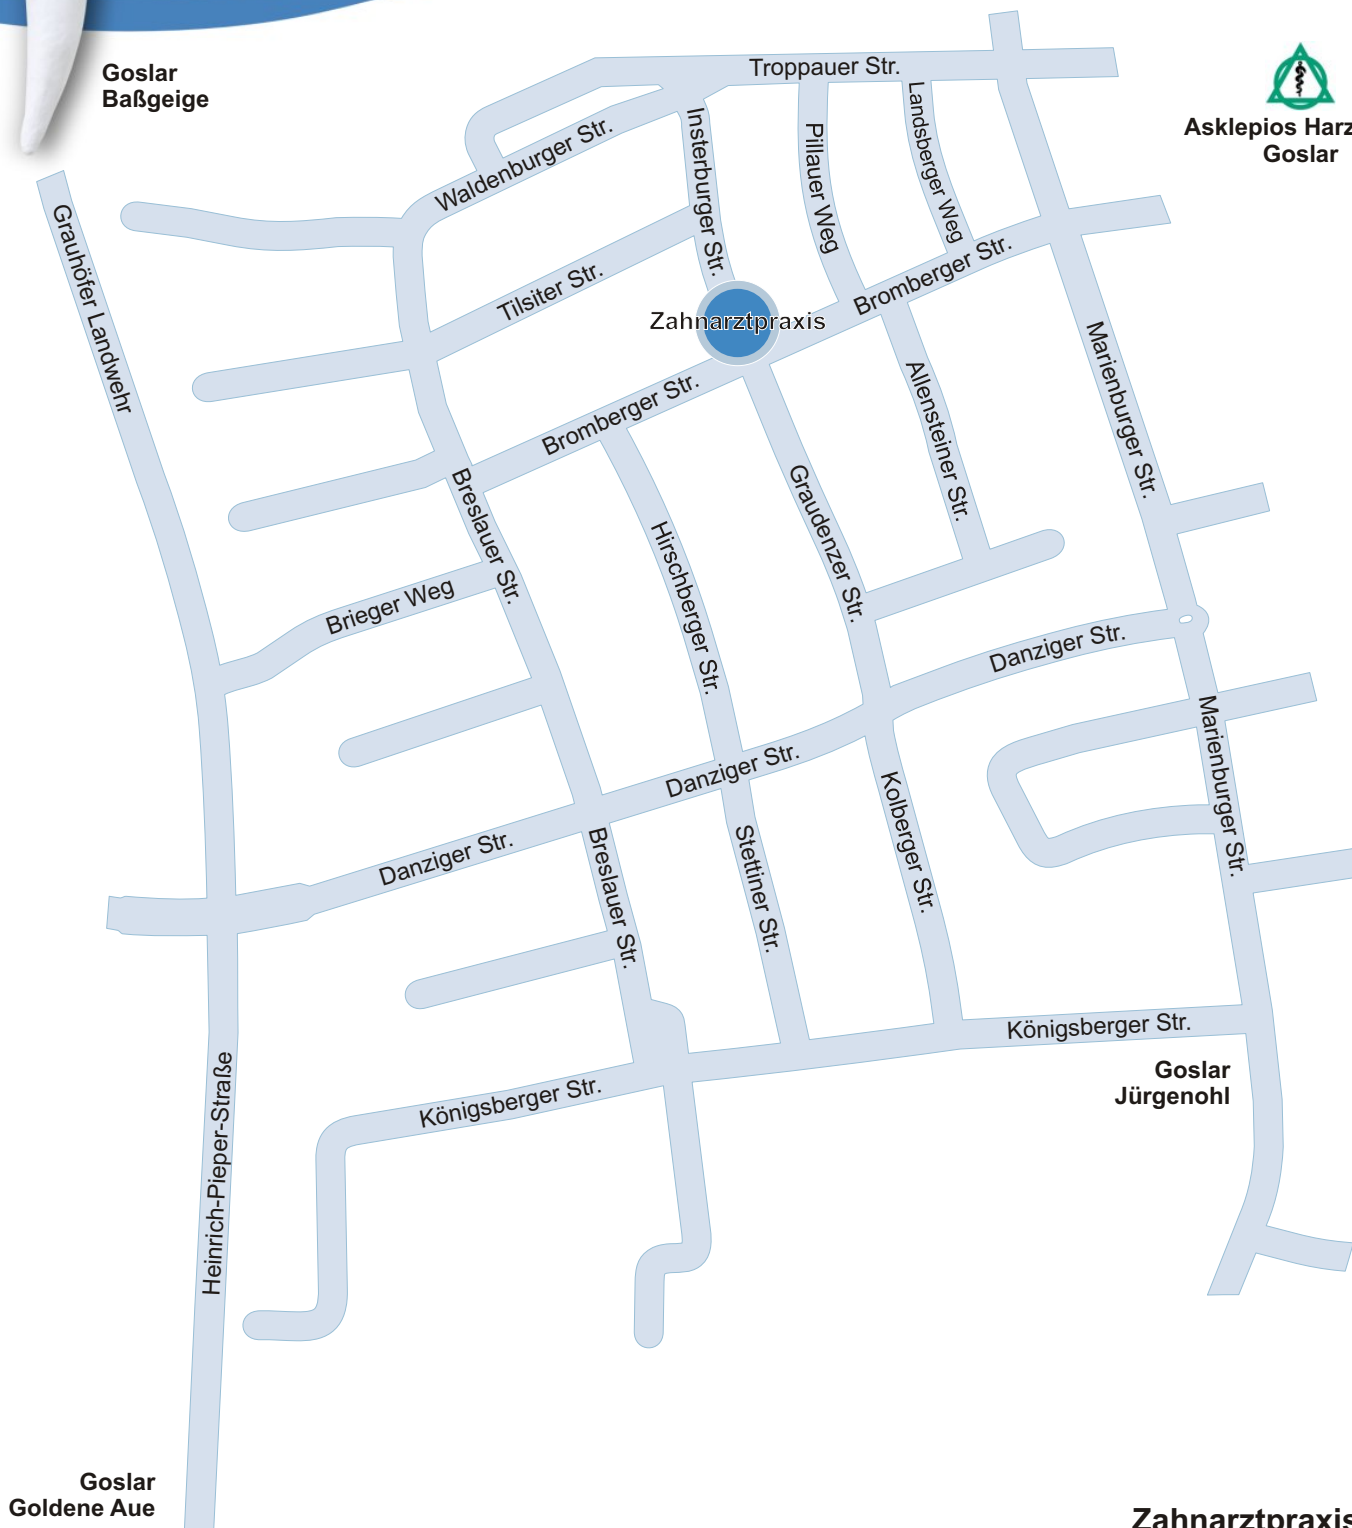 Goslar
Baßgeige
Troppauer Str.
Asklepios Harz
Goslar
Waldenburger Str.
Insterburger Str.
Pillauer Weg
Landsberger Weg
Grauhöfer Landwehr
Tilsiter Str.
Bromberger Str.
Zahnarztpraxis
Marienburger Str.
Bromberger Str.
Allensteiner Str.
Breslauer Str.
Graudenzer Str.
Hirschberger Str.
Brieger Weg
Danziger Str.
Marienburger Str.
Danziger Str.
Kolberger Str.
Danziger Str.
Breslauer Str.
Stettiner Str.
Königsberger Str.
Goslar
Jürgenohl
Königsberger Str.
Heinrich-Pieper-Straße
Goslar
Goldene Aue
Zahnarztpraxis